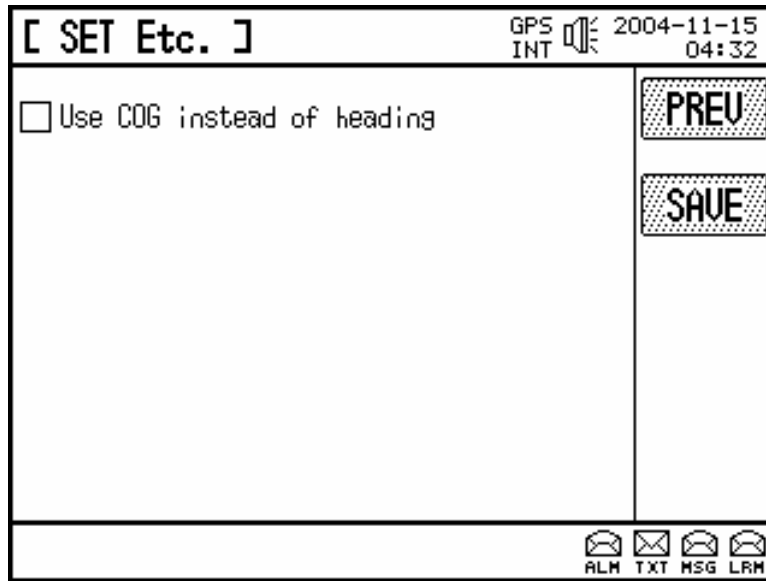 [ SET Etc. ]
GPS
INT
2004-11-15
04:32
Use COG instead of heading
PREV
SAVE
ALM TXT MSG LRM